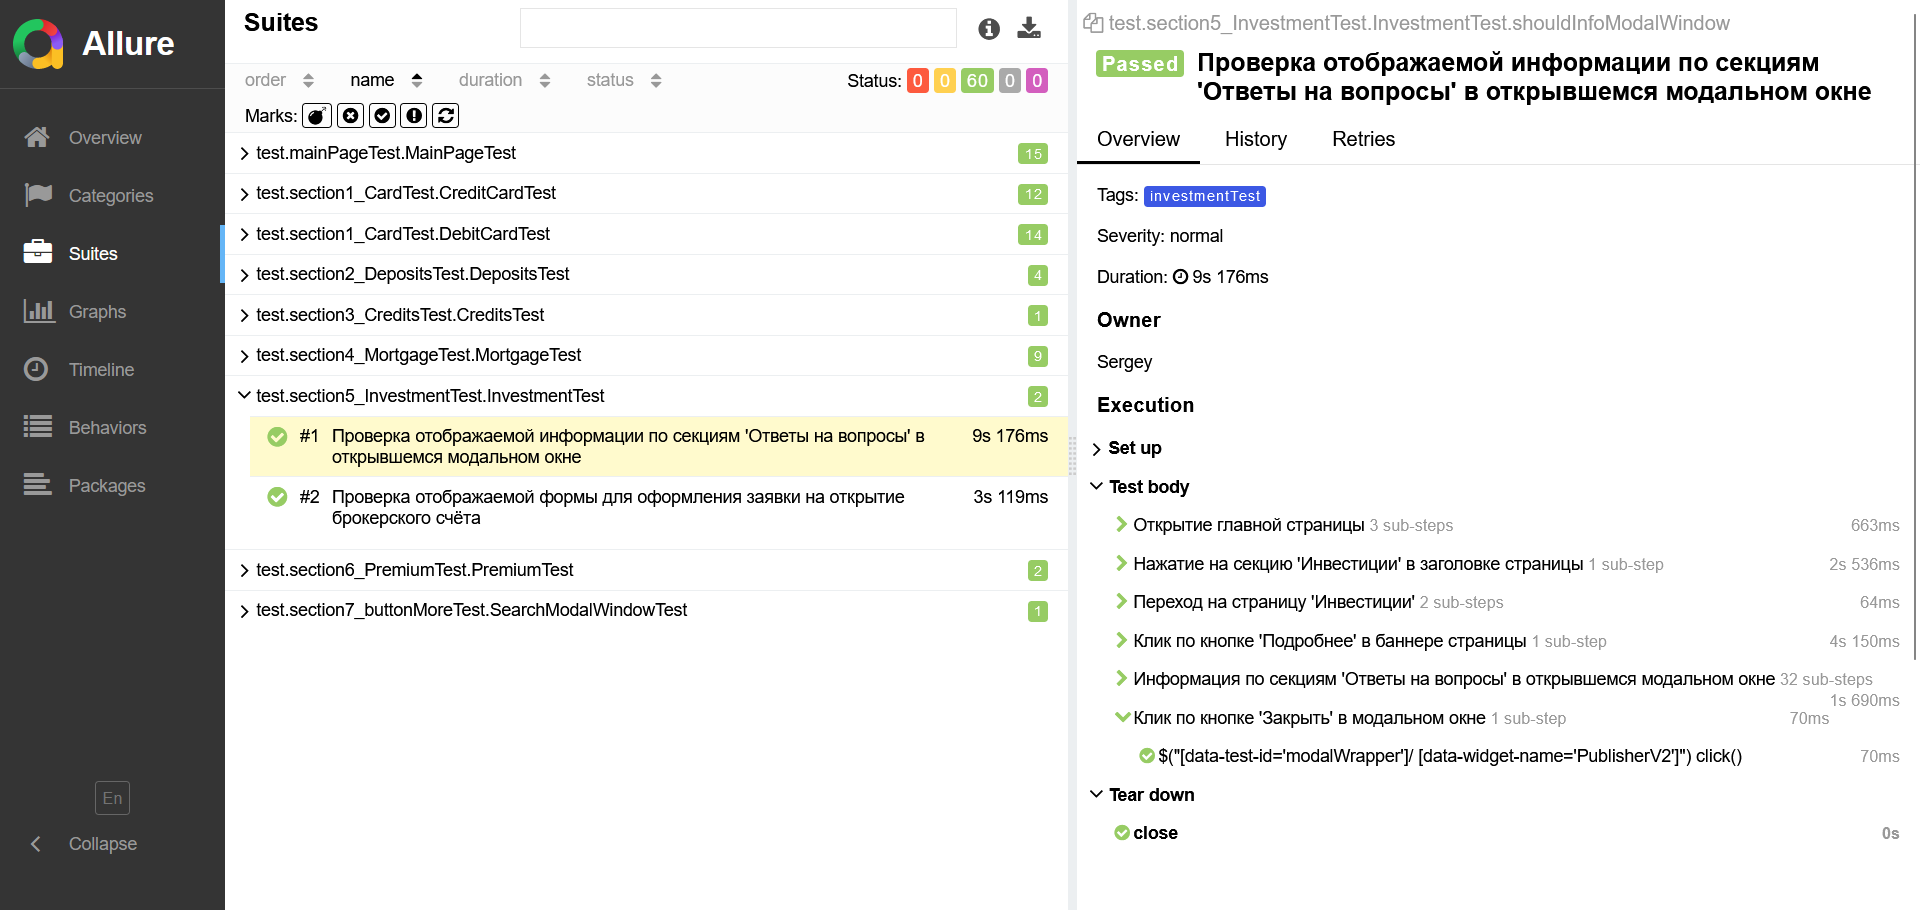 Allure
Overview
Categories
Suites
Graphs
Timeline
Behaviors
Packages
En
Collapse
Suites
order name duration status Status: 0 0 60 0 0
Marks:
test.mainPageTest.MainPageTest 15
test.section1_CardTest.CreditCardTest 12
test.section1_CardTest.DebitCardTest 14
test.section2_DepositsTest.DepositsTest 4
test.section3_CreditsTest.CreditsTest 1
test.section4_MortgageTest.MortgageTest 9
test.section5_InvestmentTest.InvestmentTest 2
#1 Проверка отображаемой информации по секциям 'Ответы на вопросы' в 9s 176ms
открывшемся модальном окне
#2 Проверка отображаемой формы для оформления заявки на открытие 3s 119ms
брокерского счёта
test.section6_PremiumTest.PremiumTest 2
test.section7_buttonMoreTest.SearchModalWindowTest 1
test.section5_InvestmentTest.InvestmentTest.shouldInfoModalWindow
Passed Проверка отображаемой информации по секциям
'Ответы на вопросы' в открывшемся модальном окне
Overview History Retries
Tags: investmentTest
Severity: normal
Duration: 9s 176ms
Owner
Sergey
Execution
Set up
Test body
Открытие главной страницы 3 sub-steps 663ms
Нажатие на секцию 'Инвестиции' в заголовке страницы 1 sub-step 2s 536ms
Переход на страницу 'Инвестиции' 2 sub-steps 64ms
Клик по кнопке 'Подробнее' в баннере страницы 1 sub-step 4s 150ms
Информация по секциям 'Ответы на вопросы' в открывшемся модальном окне 32 sub-steps
1s 690ms
Клик по кнопке 'Закрыть' в модальном окне 1 sub-step 70ms
$("[data-test-id='modalWrapper']/ [data-widget-name='PublisherV2']") click() 70ms
Tear down
close 0s